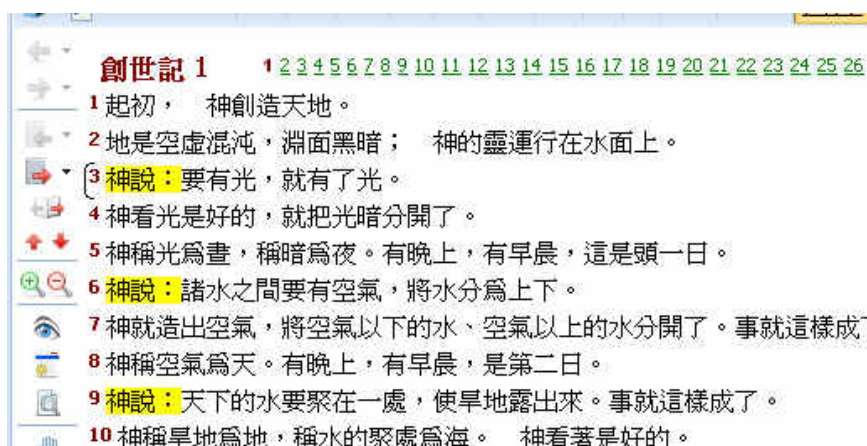 創世記 1 1 2 3 4 5 6 7 8 9 10 11 12 13 14 15 16 17 18 19 20 21 22 23 24 25 26
1 起初， 神創造天地。
2 地是空虛混沌，淵面黑暗； 神的靈運行在水面上。
3 神說：要有光，就有了光。
4 神看光是好的，就把光暗分開了。
5 神稱光爲晝，稱暗爲夜。有晚上，有早晨，這是頭一日。
6 神說：諸水之間要有空氣，將水分爲上下。
7 神就造出空氣，將空氣以下的水、空氣以上的水分開了。事就這樣成了
8 神稱空氣爲天。有晚上，有早晨，是第二日。
9 神說：天下的水要聚在一處，使旱地露出來。事就這樣成了。
10 神稱旱地爲地，稱水的聚處爲海。 神看著是好的。